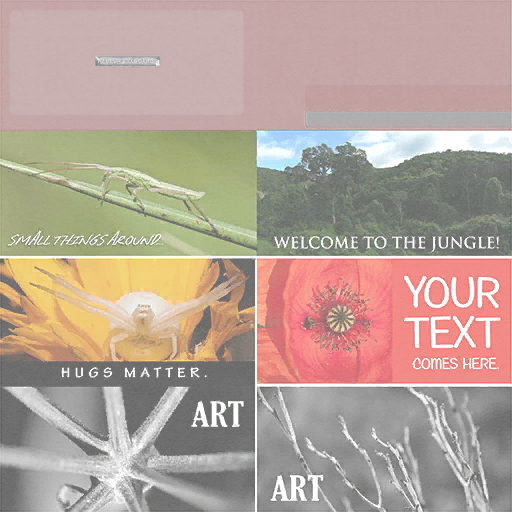 SMALL THINGS AROUND.
WELCOME TO THE JUNGLE!
HUGS MATTER.
YOUR
TEXT
COMES HERE.
ART
ART